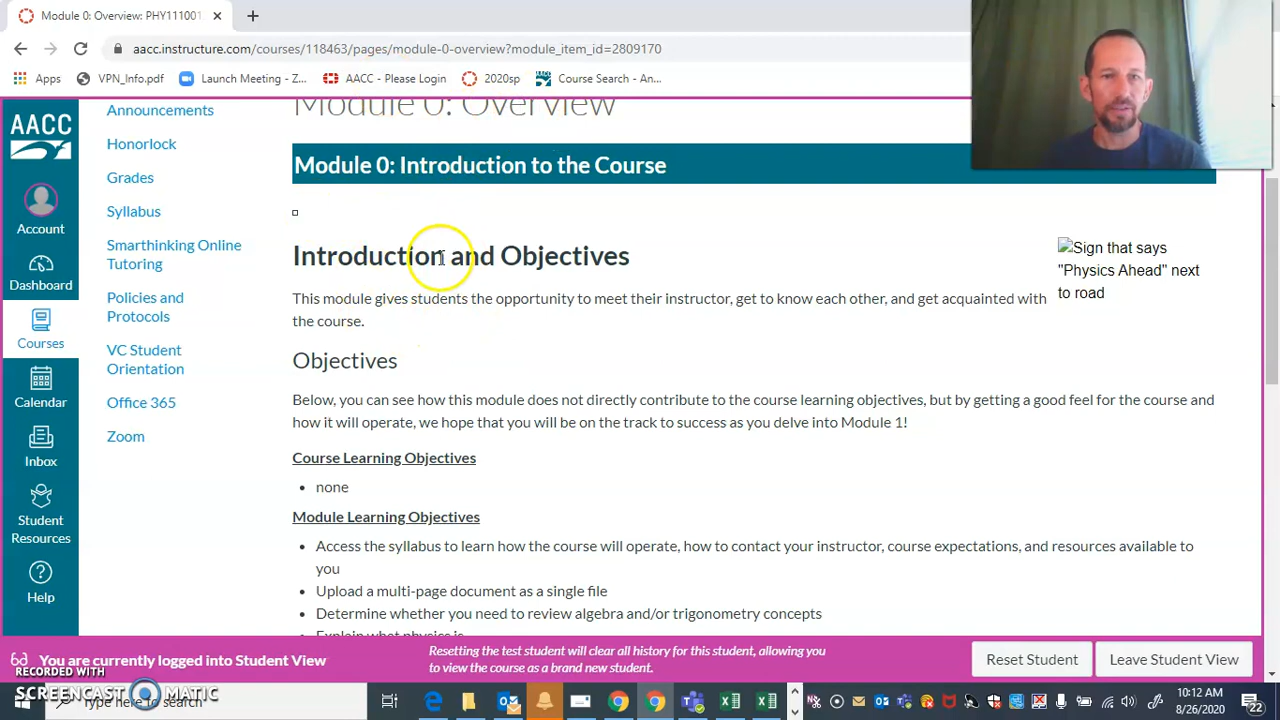 Module 0: Overview: PHY111001
aacc.instructure.com/courses/118463/pages/module-0-overview?module_item_id=2809170
Apps VPN_Info.pdf Launch Meeting - Z... AACC - Please Login 2020sp Course Search - An...
AACC
Account
Dashboard
Courses
Calendar
Inbox
Student
Resources
Help
Announcements
Honorlock
Grades
Syllabus
Smarthinking Online
Tutoring
Policies and
Protocols
VC Student
Orientation
Office 365
Zoom
Module 0: Overview
Module 0: Introduction to the Course
Introduction and Objectives
Sign that says
"Physics Ahead" next
to road
This module gives students the opportunity to meet their instructor, get to know each other, and get acquainted with
the course.
Objectives
Below, you can see how this module does not directly contribute to the course learning objectives, but by getting a good feel for the course and
how it will operate, we hope that you will be on the track to success as you delve into Module 1!
Course Learning Objectives
• none
Module Learning Objectives
• Access the syllabus to learn how the course will operate, how to contact your instructor, course expectations, and resources available to
you
• Upload a multi-page document as a single file
• Determine whether you need to review algebra and/or trigonometry concepts
• Explain what physics is
You are currently logged into Student View
Resetting the test student will clear all history for this student, allowing you
to view the course as a brand new student.
Reset Student
Leave Student View
RECORDED WITH
SCREENCAST MATIC
Type here to search
10:12 AM
8/26/2020
22